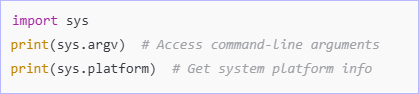 import sys
print(sys.argv)  # Access command-line arguments
print(sys.platform)  # Get system platform info